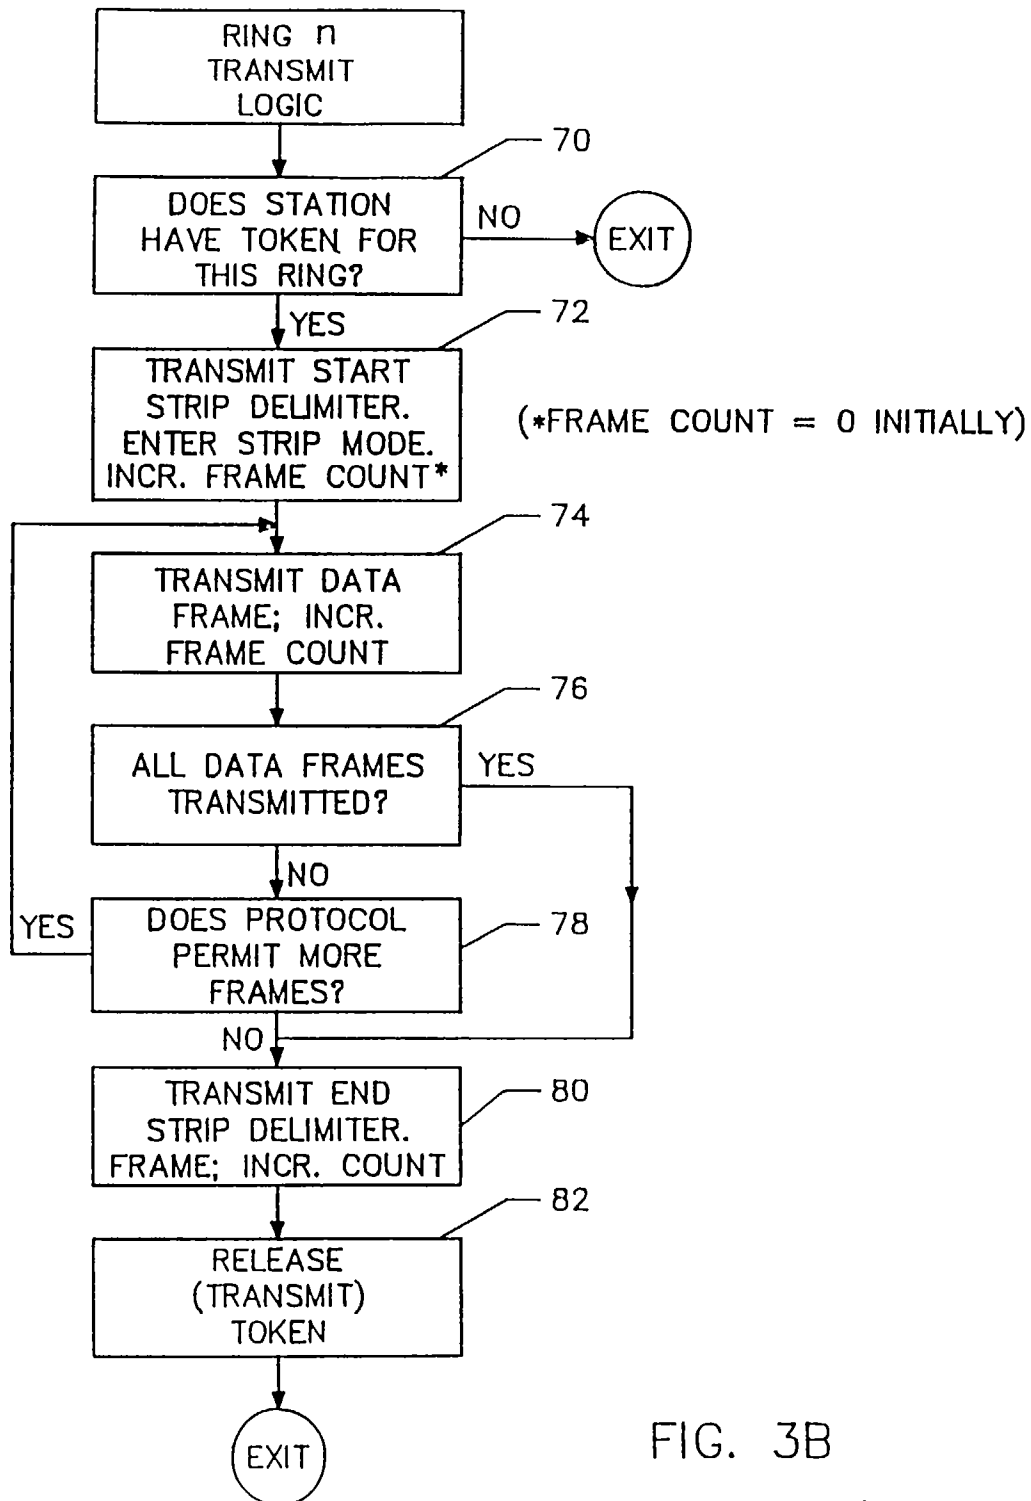 RING n
TRANSMIT
LOGIC
70
DOES STATION
HAVE TOKEN FOR
THIS RING?
NO
EXIT
YES
72
TRANSMIT START
STRIP DELIMITER.
ENTER STRIP MODE.
INCR. FRAME COUNT*
(*FRAME COUNT = 0 INITIALLY)
74
TRANSMIT DATA
FRAME; INCR.
FRAME COUNT
76
ALL DATA FRAMES
TRANSMITTED?
YES
NO
YES
DOES PROTOCOL
PERMIT MORE
FRAMES?
78
NO
TRANSMIT END
STRIP DELIMITER.
FRAME; INCR. COUNT
80
82
RELEASE
(TRANSMIT)
TOKEN
EXIT
FIG. 3B